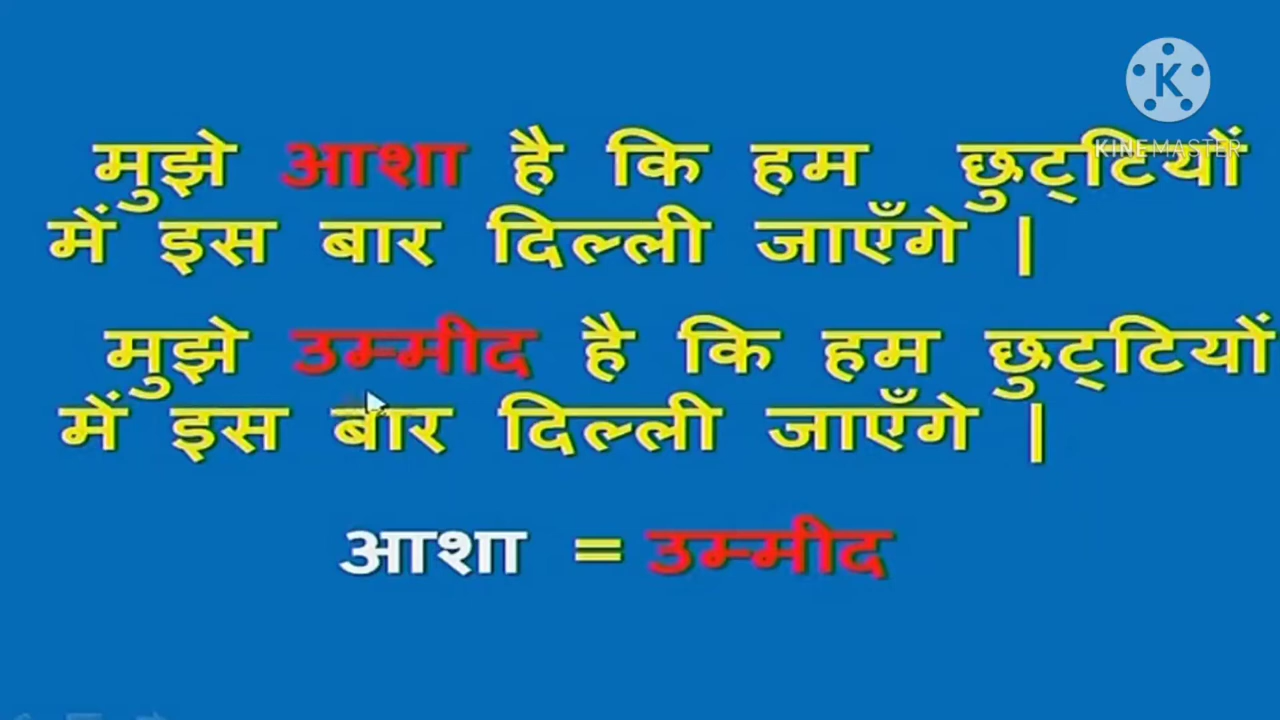 K
KINEMASTER
मुझे आशा है कि हम छुट्टियों
में इस बार दिल्ली जाएँगे |
मुझे उम्मीद है कि हम छुट्टियों
में इस बार दिल्ली जाएँगे |
आशा = उम्मीद